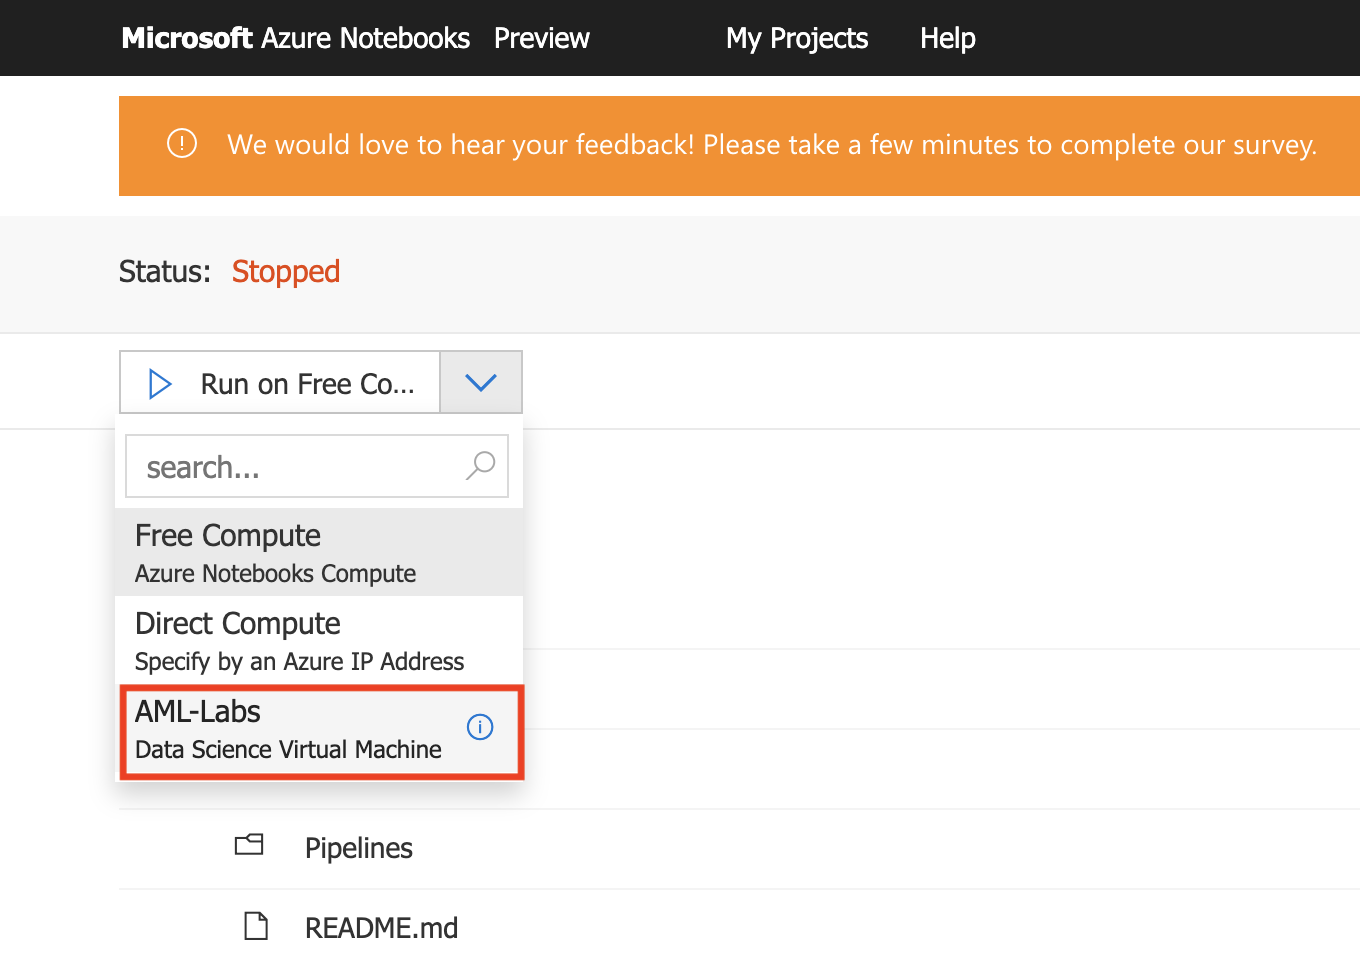 Microsoft Azure Notebooks Preview My Projects Help
We would love to hear your feedback! Please take a few minutes to complete our survey.
Status: Stopped
Run on Free Co...
search...
Free Compute
Azure Notebooks Compute
Direct Compute
Specify by an Azure IP Address
AML-Labs
Data Science Virtual Machine
Pipelines
README.md